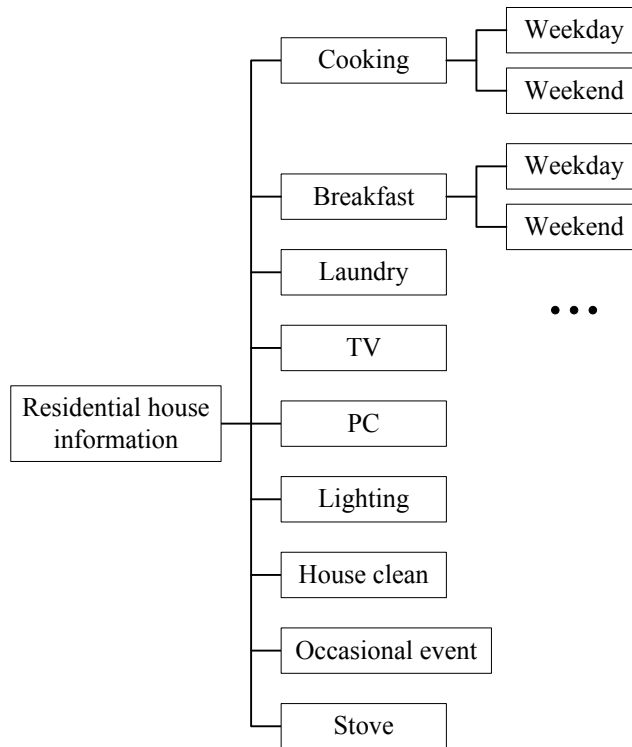 Weekday
Cooking
Weekend
Weekday
Breakfast
Weekend
Laundry
...
TV
Residential house
information
PC
Lighting
House clean
Occasional event
Stove